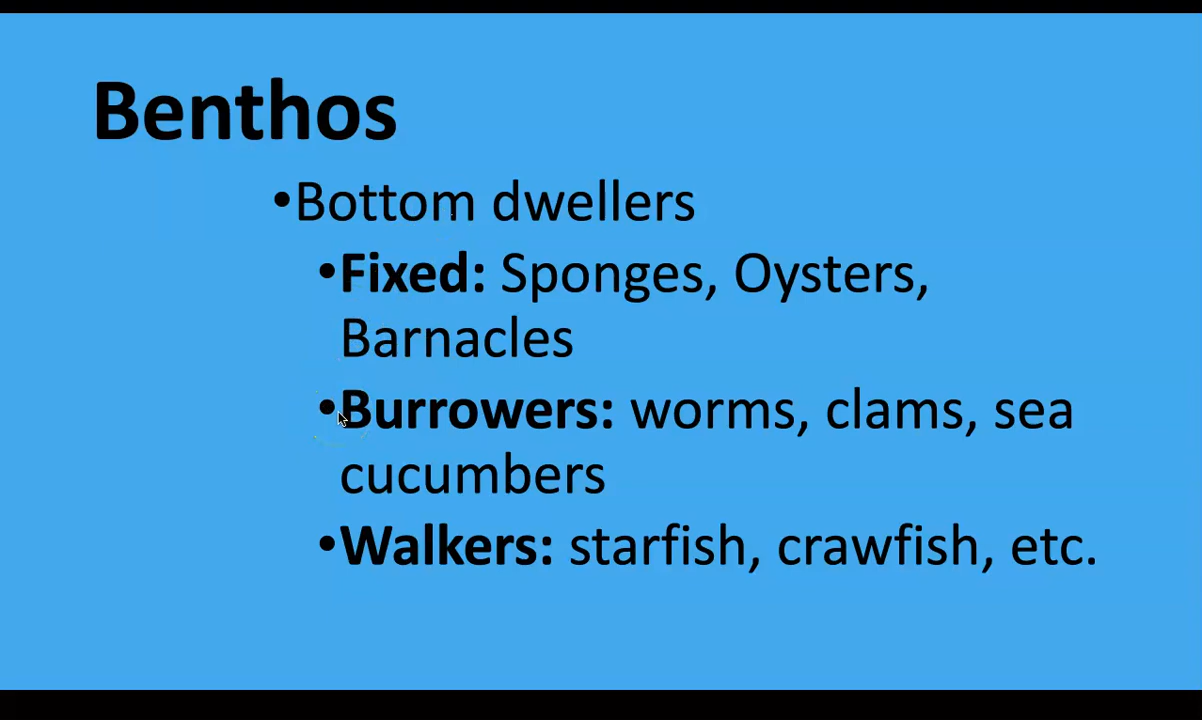 Benthos
•Bottom dwellers
•Fixed: Sponges, Oysters,
Barnacles
•Burrowers: worms, clams, sea
cucumbers
•Walkers: starfish, crawfish, etc.